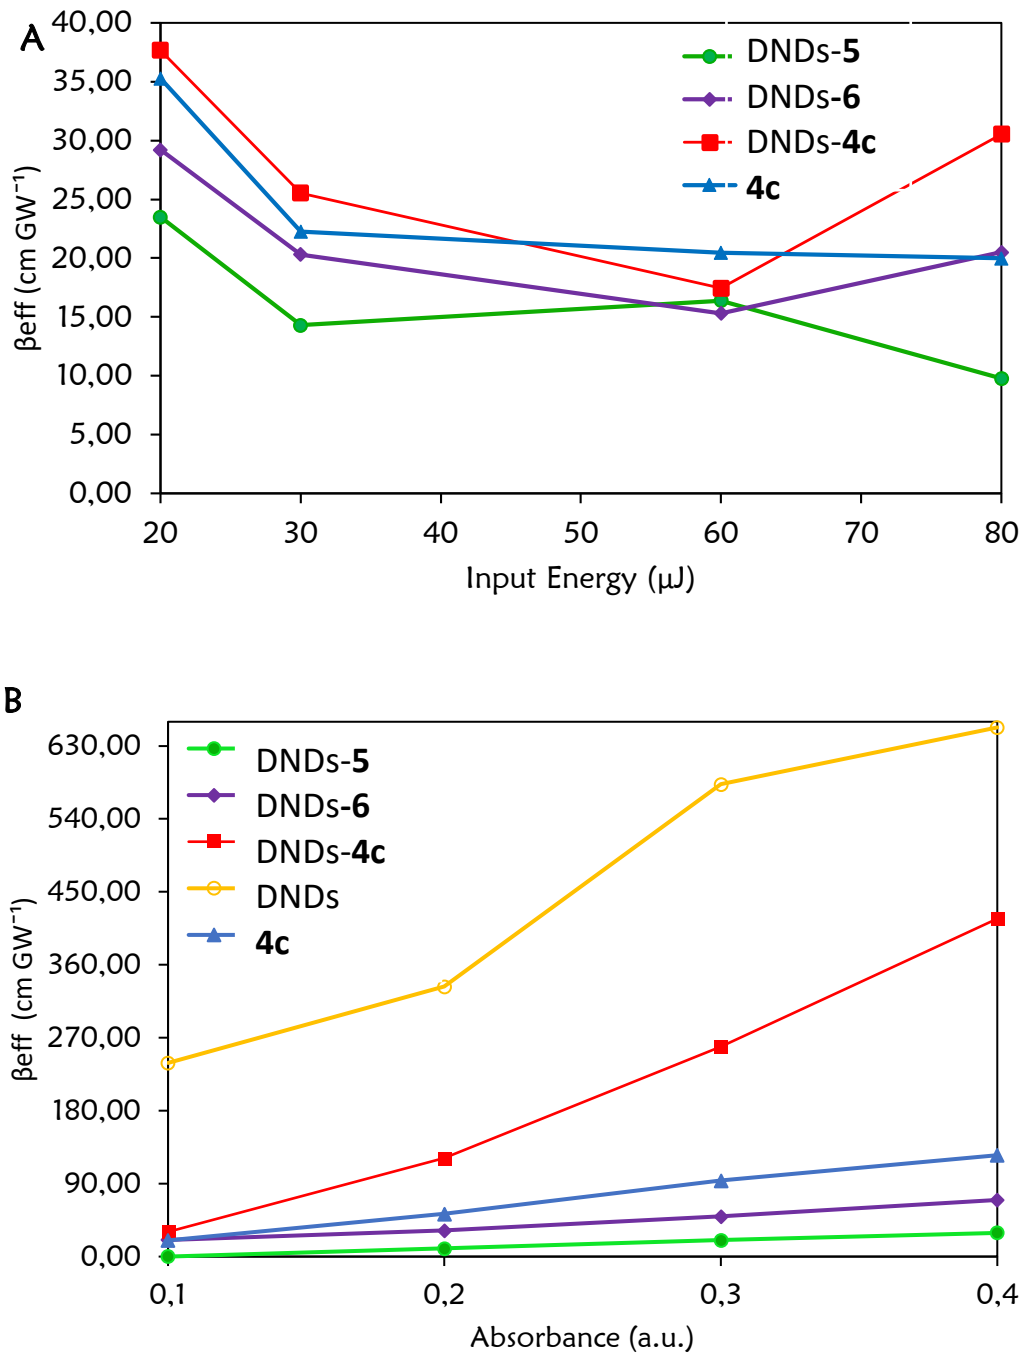 A
40,00
35,00
30,00
25,00
20,00
15,00
10,00
5,00
0,00
βeff (cm GW⁻¹)
DNDs-5
DNDs-6
DNDs-4c
4c
20 30 40 50 60 70 80
Input Energy (µJ)
B
630,00
540,00
450,00
360,00
270,00
180,00
90,00
0,00
βeff (cm GW⁻¹)
DNDs-5
DNDs-6
DNDs-4c
DNDs
4c
0,1 0,2 0,3 0,4
Absorbance (a.u.)